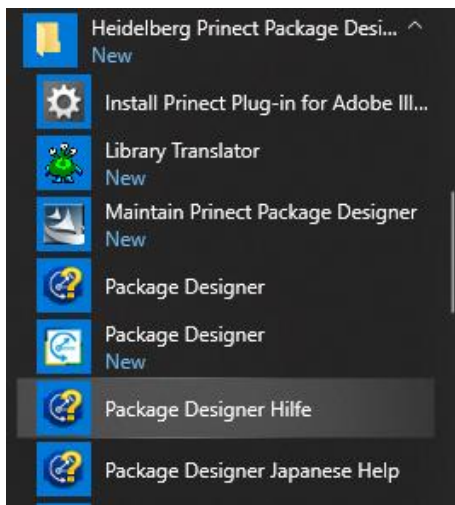 Heidelberg Prinect Package Desi...
New
Install Prinect Plug-in for Adobe Ill...
Library Translator
New
Maintain Prinect Package Designer
New
Package Designer
Package Designer
New
Package Designer Hilfe
Package Designer Japanese Help